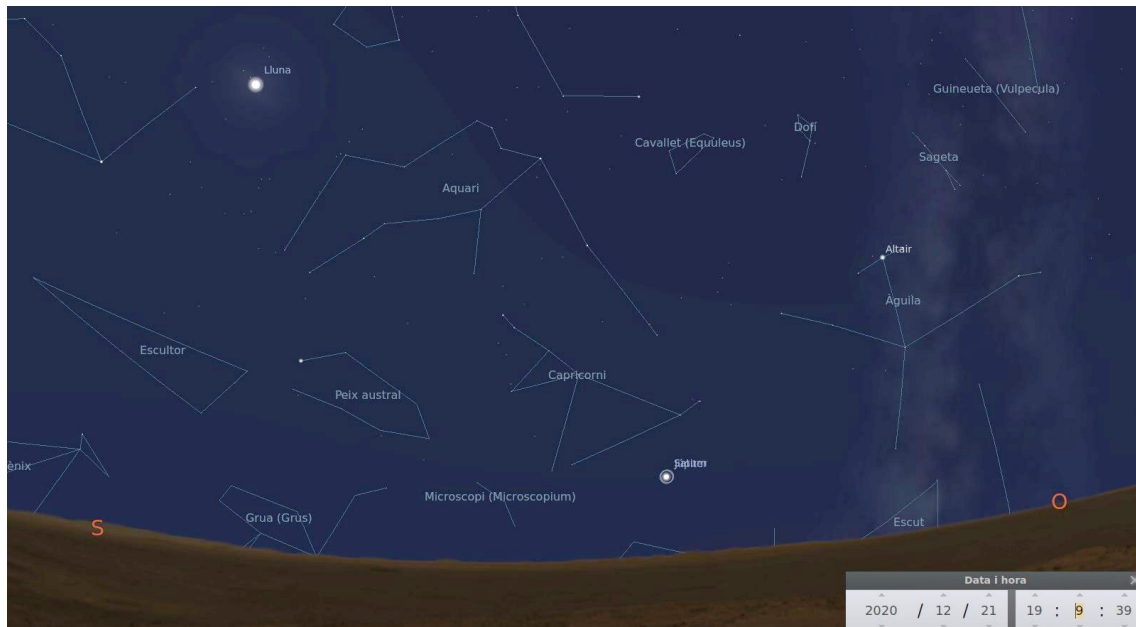 Lluna
Guineueta (Vulpecula)
Dofí
Cavallet (Equuleus)
Sageta
Aquari
Altair
Àguila
Escultor
Capricorni
Peix austral
ènix
Microscopi (Microscopium)
S
Grua (Grus)
Escut
O
Data i hora
2020 / 12 / 21 19 : 9 : 39